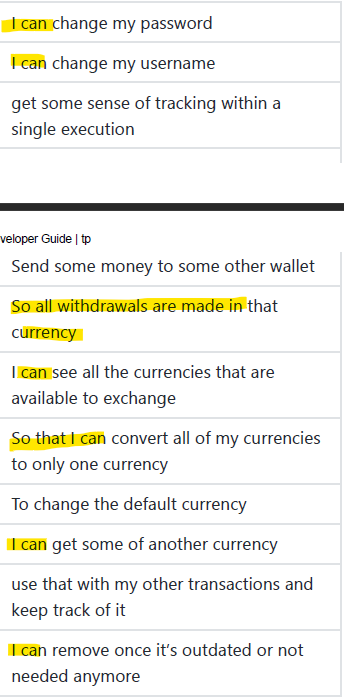 I can change my password
I can change my username
get some sense of tracking within a
single execution
veloper Guide | tp
Send some money to some other wallet
So all withdrawals are made in that
currency
I can see all the currencies that are
available to exchange
So that I can convert all of my currencies
to only one currency
To change the default currency
I can get some of another currency
use that with my other transactions and
keep track of it
I can remove once it’s outdated or not
needed anymore